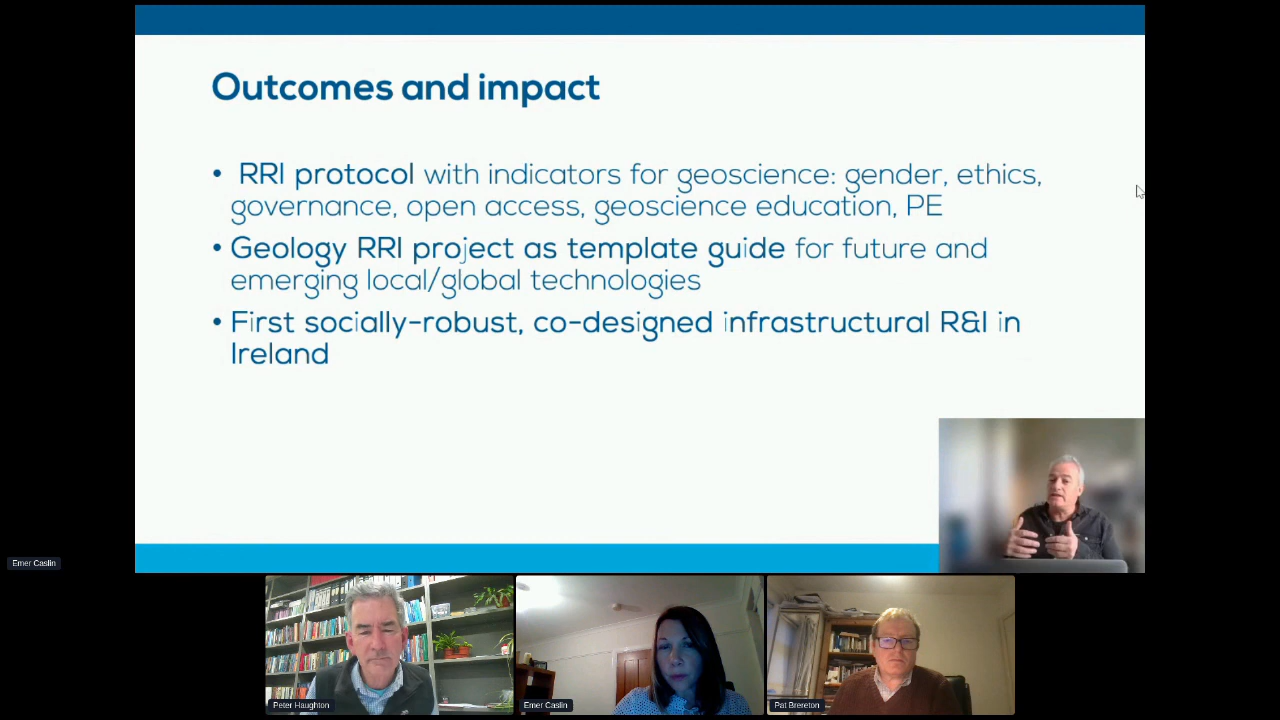 Outcomes and impact
• RRI protocol with indicators for geoscience: gender, ethics,
governance, open access, geoscience education, PE
• Geology RRI project as template guide for future and
emerging local/global technologies
• First socially-robust, co-designed infrastructural R&I in
Ireland
Emer Caslin
Peter Haughton
Emer Caslin
Pat Brereton